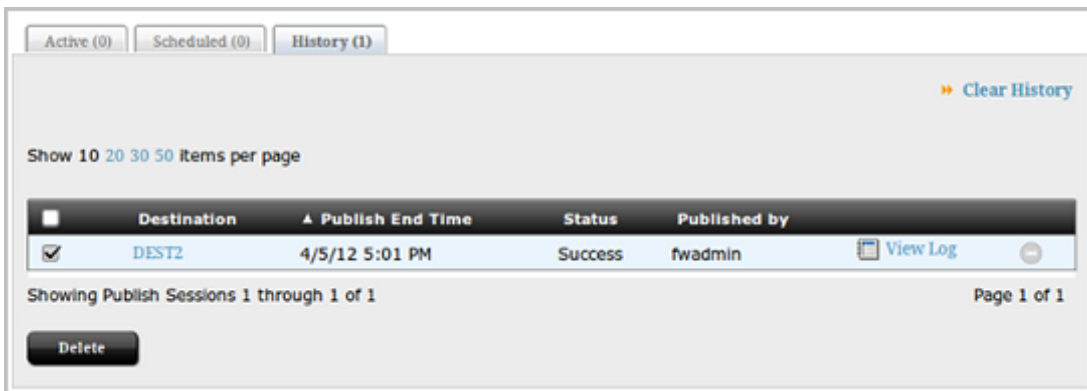 Active (0) Scheduled (0) History (1)
Clear History
Show 10 20 30 50 items per page
Destination Publish End Time Status Published by
DEST2 4/5/12 5:01 PM Success fwadmin View Log
Showing Publish Sessions 1 through 1 of 1 Page 1 of 1
Delete